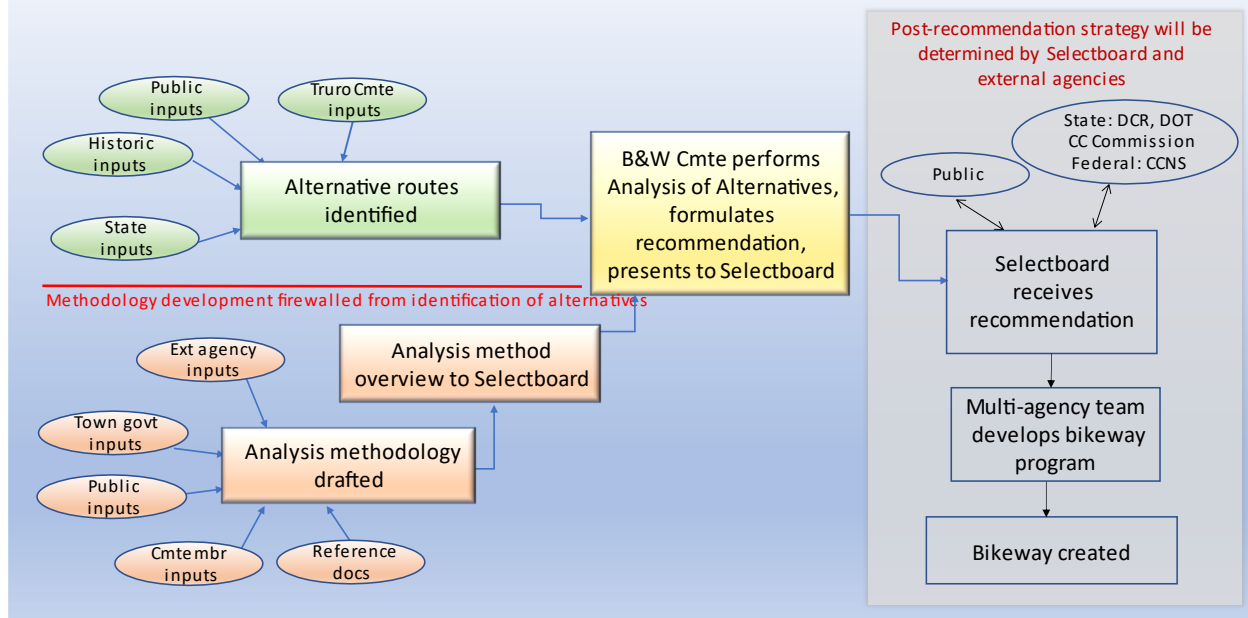 Post-recommendation strategy will be
determined by Selectboard and
external agencies
Public
inputs
Truro Cmte
inputs
Historic
inputs
State
inputs
Alternative routes
identified
B&W Cmte performs
Analysis of Alternatives,
formulates
recommendation,
presents to Selectboard
State: DCR, DOT
CC Commission
Federal: CCNS
Public
Selectboard
receives
recommendation
Methodology development firewalled from identification of alternatives
Ext agency
inputs
Town govt
inputs
Public
inputs
Cmtembr
inputs
Reference
docs
Analysis methodology
drafted
Analysis method
overview to Selectboard
Multi-agency team
develops bikeway
program
Bikeway created